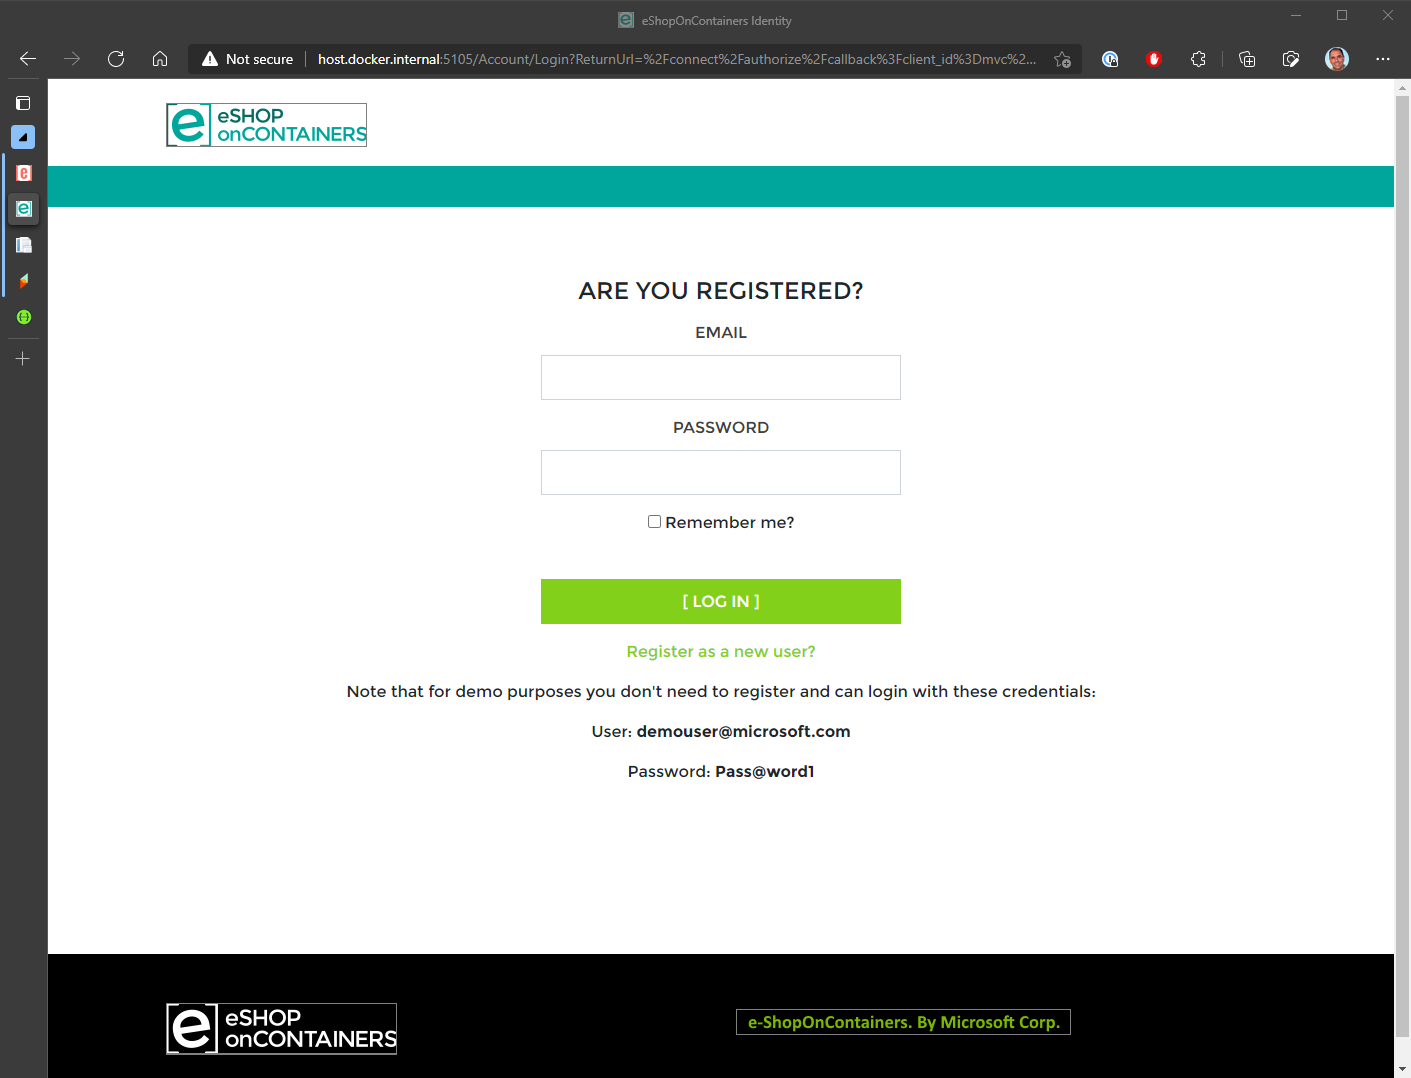 eShopOnContainers Identity
Not secure
host.docker.internal:5105/Account/Login?ReturnUrl=%2Fconnect%2Fauthorize%2Fcallback%3Fclient_id%3Dmvc%2...
eSHOP
onCONTAINERS
ARE YOU REGISTERED?
EMAIL
PASSWORD
Remember me?
[ LOG IN ]
Register as a new user?
Note that for demo purposes you don't need to register and can login with these credentials:
User: demouser@microsoft.com
Password: Pass@word1
eSHOP
onCONTAINERS
e-ShopOnContainers. By Microsoft Corp.